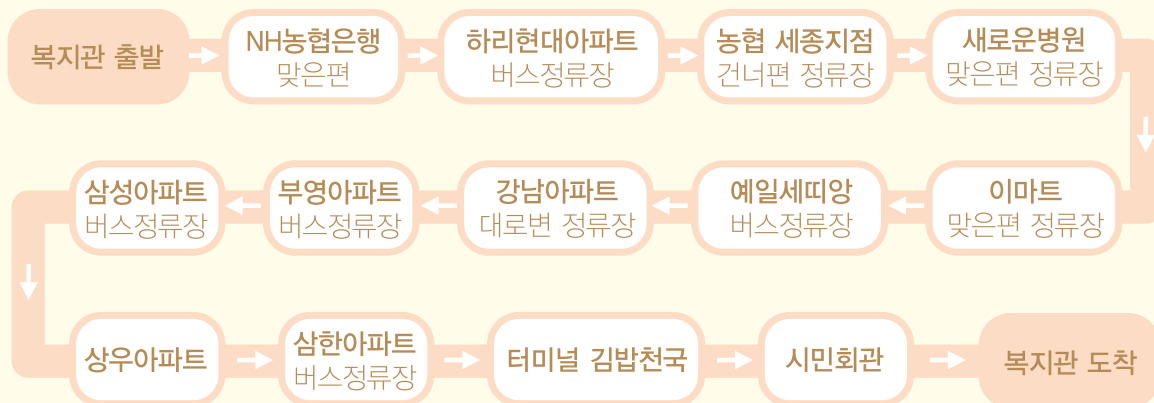 복지관 출발
NH농협은행
맞은편
하리현대아파트
버스정류장
농협 세종지점
건너편 정류장
새로운병원
맞은편 정류장
이마트
맞은편 정류장
예일세띠앙
버스정류장
강남아파트
대로변 정류장
부영아파트
버스정류장
삼성아파트
버스정류장
상우아파트
삼한아파트
버스정류장
터미널 김밥천국
시민회관
복지관 도착